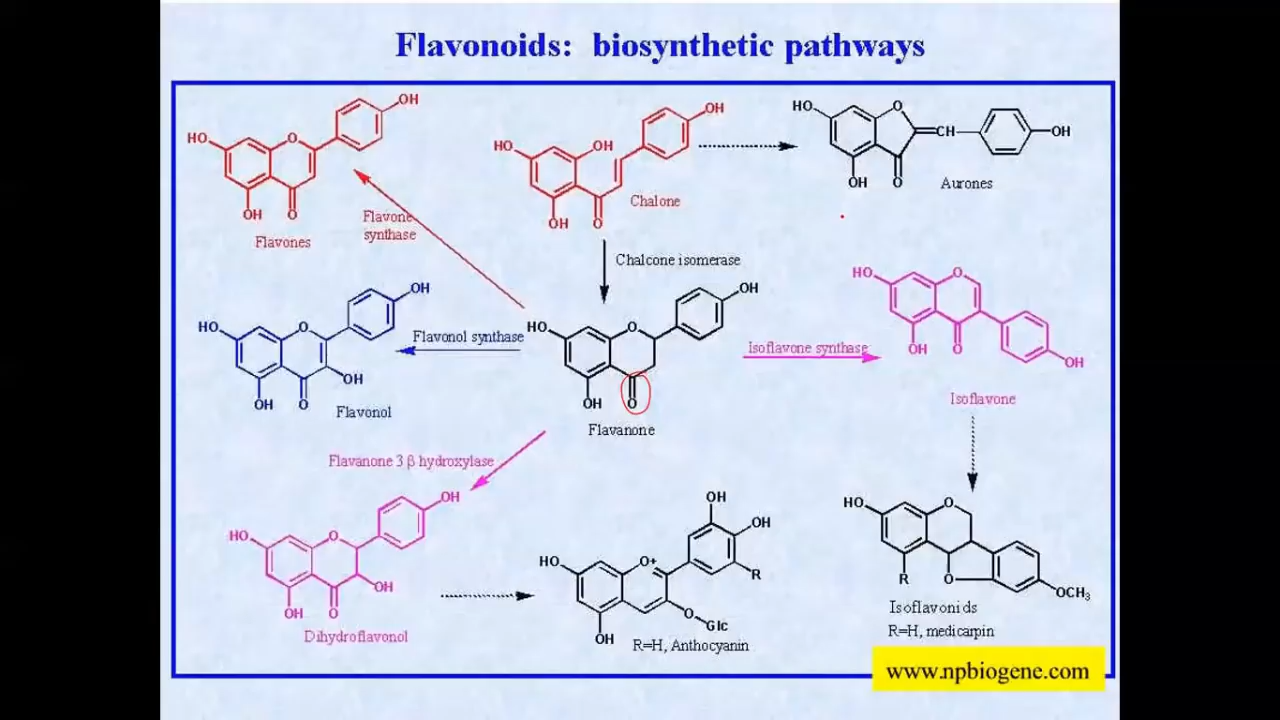 Flavonoids: biosynthetic pathways
OH
HO
O
OH
O
Flavones
OH
HO
OH
OH
O
Chalone
HO
O
CH
OH
OH
O
Aurones
Flavone
synthase
Chalcone isomerase
HO
O
OH
O
OH
Isoflavone
OH
HO
O
OH
OH
O
Flavonol
Flavonol synthase
OH
HO
O
OH
O
Flavanone
Isoflavone synthase
Flavanone 3 β hydroxylase
OH
HO
O
OH
OH
O
Dihydroflavonol
OH
OH
HO
O+
R
O
Glc
OH
R=H, Anthocyanin
HO
O
R
O
OCH3
Isoflavonids
R=H, medicarpin
www.npbiogene.com